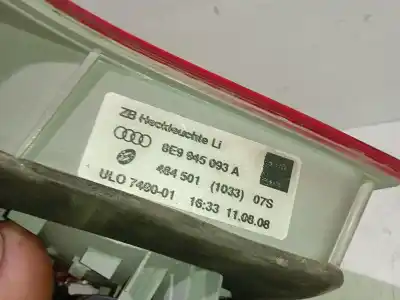 ZB Heckleuchte Li
8E9 945 093 A
484 501 (1033) 07S
ULO 7480-01 16:33 11.08.08